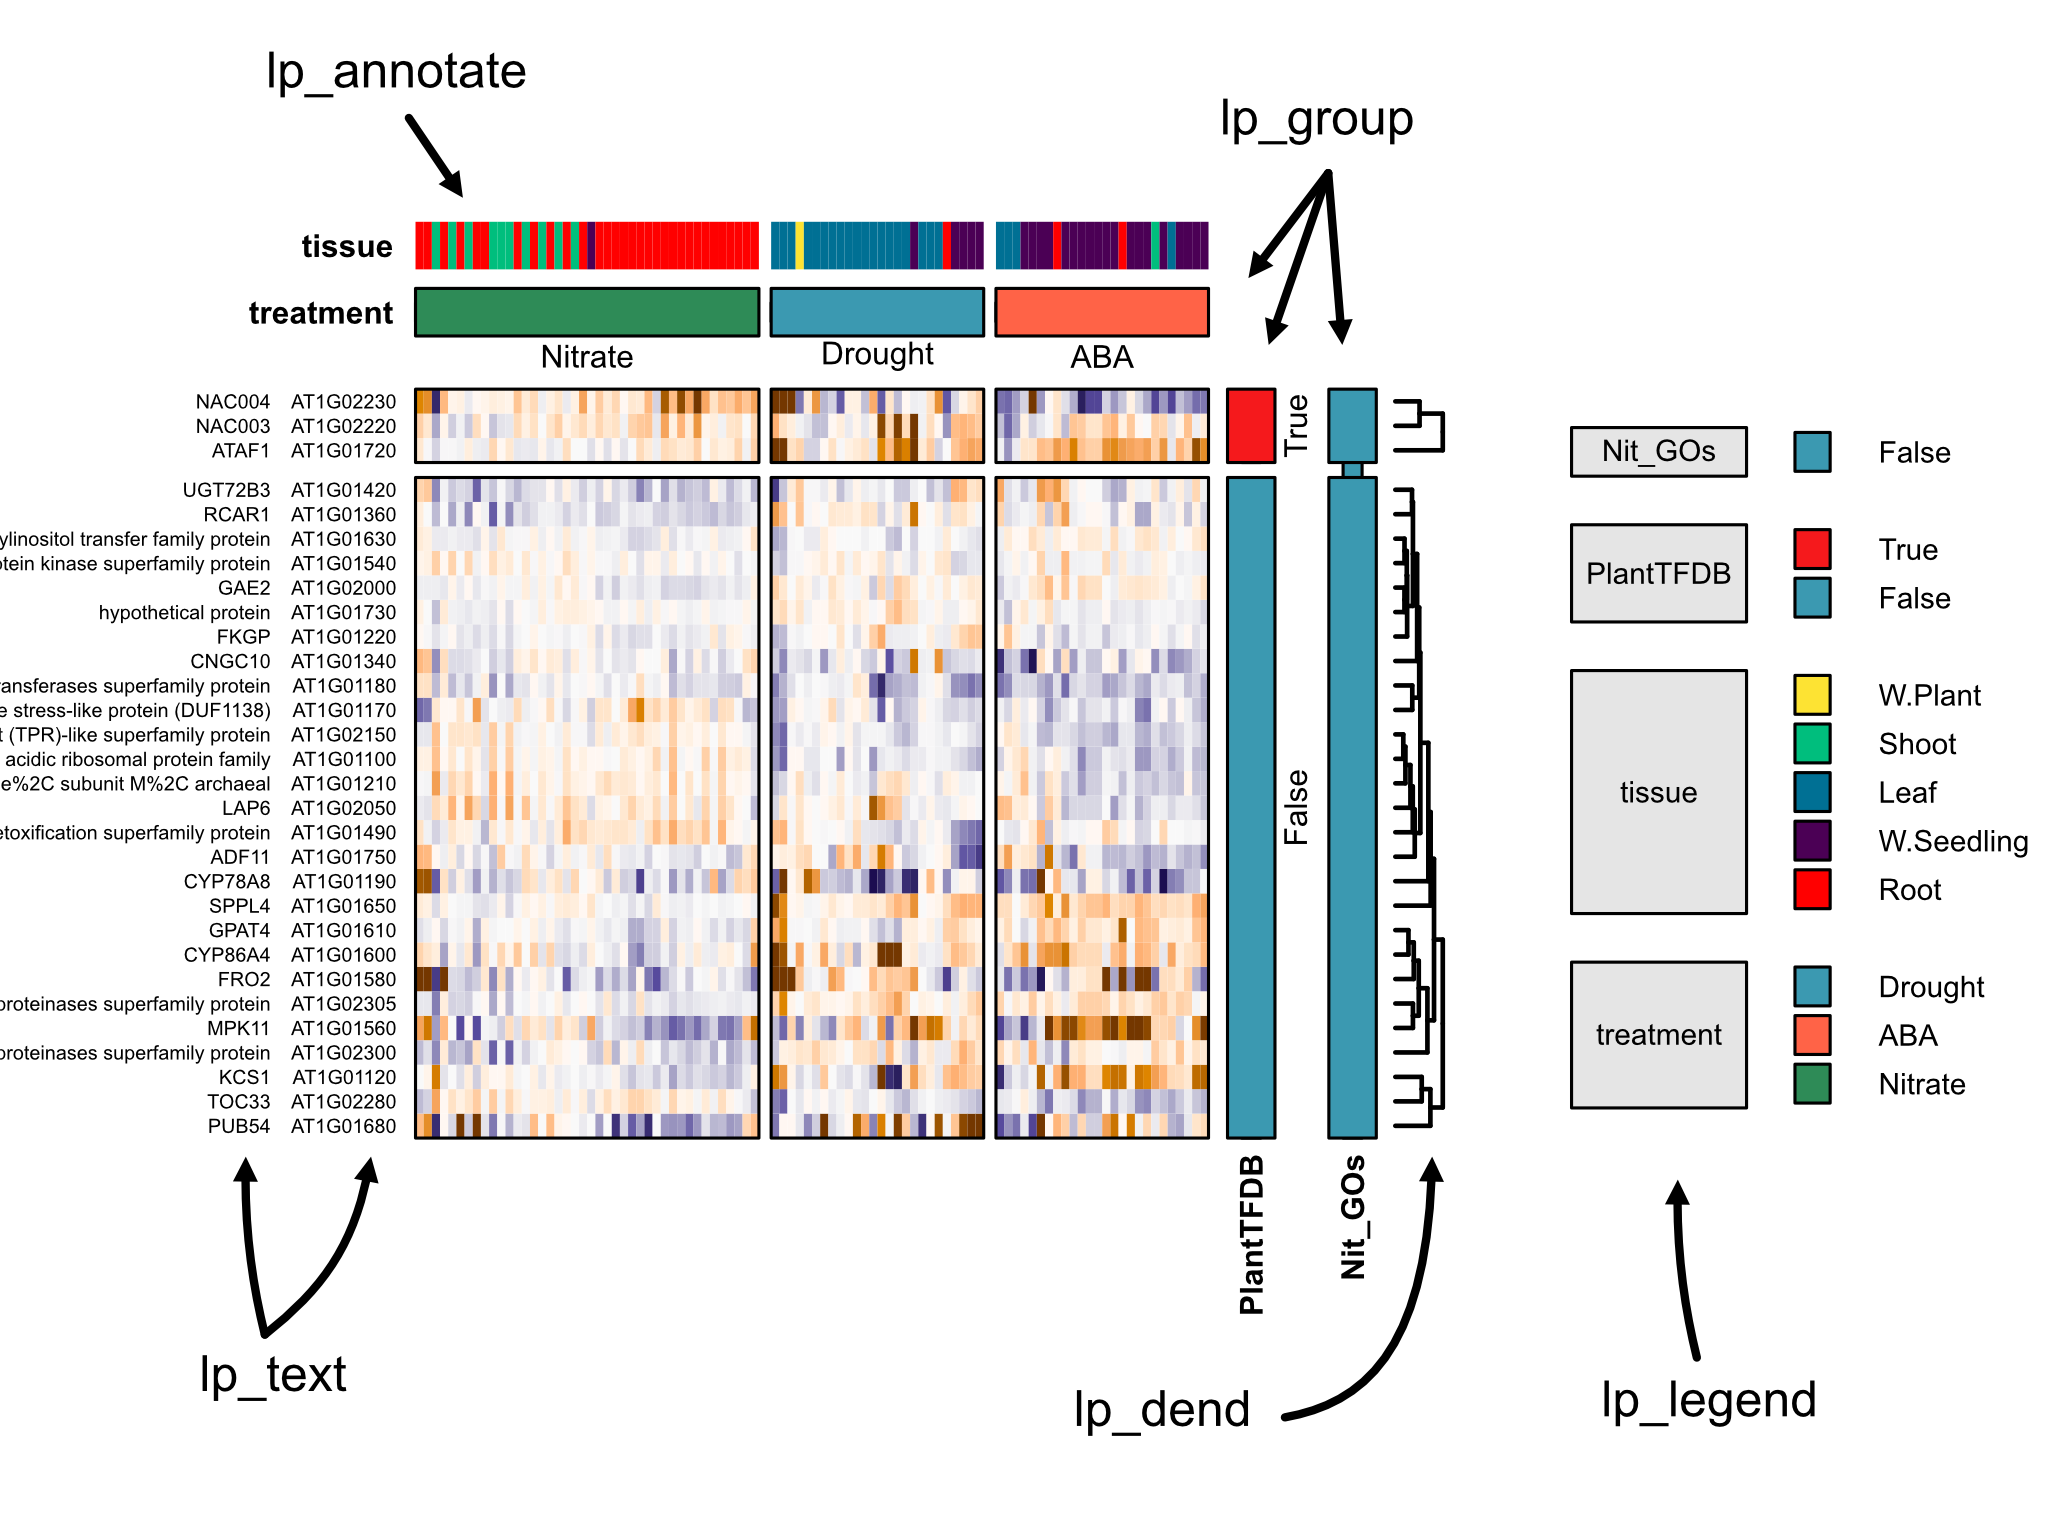 lp_annotate
lp_group
tissue
treatment
Nitrate Drought ABA
NAC004 AT1G02230
NAC003 AT1G02220
ATAF1 AT1G01720
True
UGT72B3 AT1G01420
RCAR1 AT1G01360
ylinositol transfer family protein AT1G01630
otein kinase superfamily protein AT1G01540
GAE2 AT1G02000
hypothetical protein AT1G01730
FKGP AT1G01220
CNGC10 AT1G01340
ransferases superfamily protein AT1G01180
e stress-like protein (DUF1138) AT1G01170
t (TPR)-like superfamily protein AT1G02150
acidic ribosomal protein family AT1G01100
e%2C subunit M%2C archaeal AT1G01210
LAP6 AT1G02050
etoxification superfamily protein AT1G01490
ADF11 AT1G01750
CYP78A8 AT1G01190
SPPL4 AT1G01650
GPAT4 AT1G01610
CYP86A4 AT1G01600
FRO2 AT1G01580
proteinases superfamily protein AT1G02305
MPK11 AT1G01560
proteinases superfamily protein AT1G02300
KCS1 AT1G01120
TOC33 AT1G02280
PUB54 AT1G01680
False
PlantTFDB
Nit_GOs
Nit_GOs False
PlantTFDB
True
False
tissue
W.Plant
Shoot
Leaf
W.Seedling
Root
treatment
Drought
ABA
Nitrate
lp_text
lp_dend
lp_legend